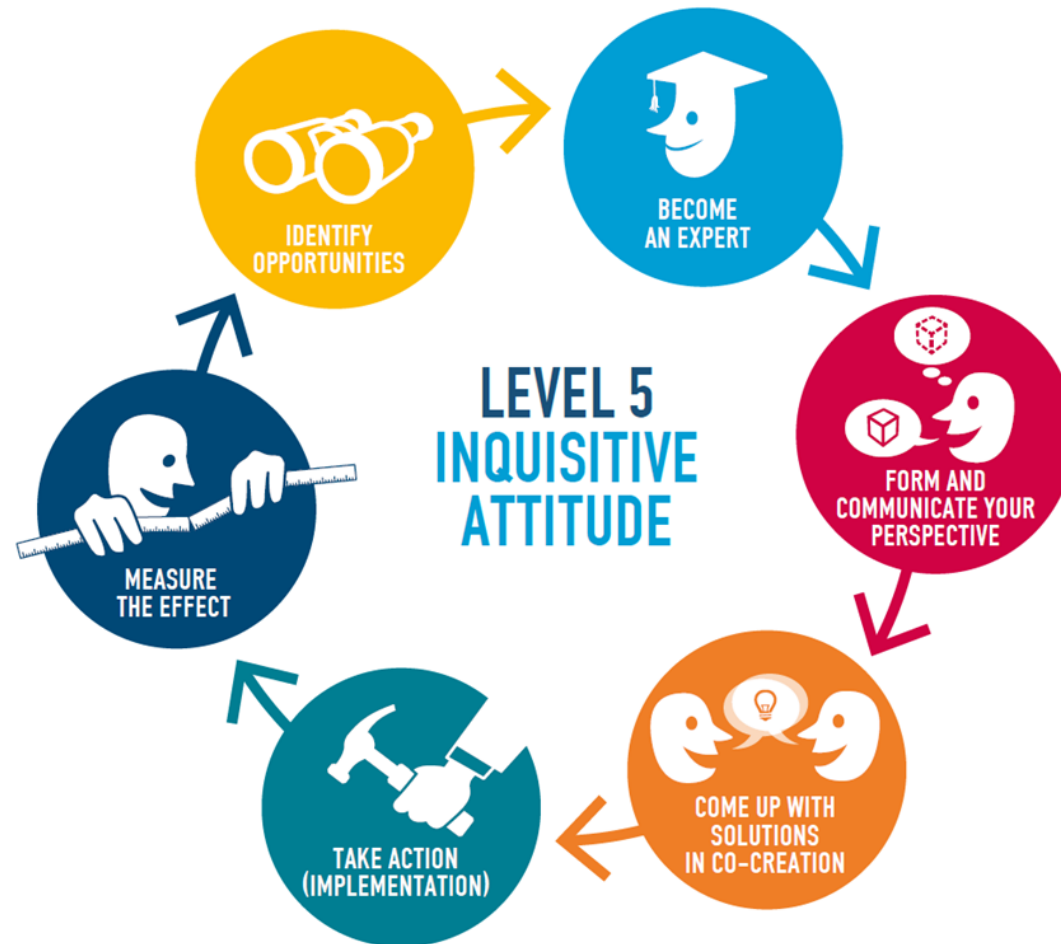 IDENTIFY
OPPORTUNITIES
BECOME
AN EXPERT
FORM AND
COMMUNICATE YOUR
PERSPECTIVE
COME UP WITH
SOLUTIONS
IN CO-CREATION
TAKE ACTION
(IMPLEMENTATION)
MEASURE
THE EFFECT
LEVEL 5
INQUISITIVE
ATTITUDE